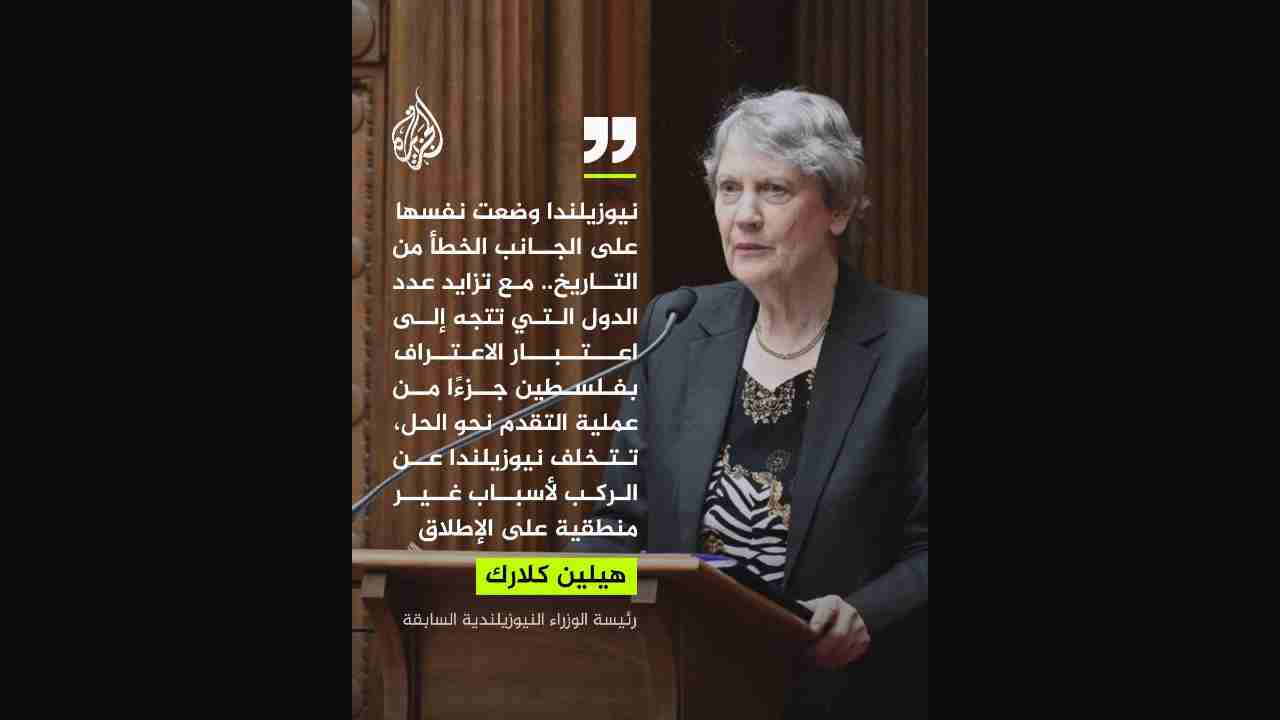 الجزيرة
نيوزيلندا وضعت نفسها
على الجانب الخطأ من
التاريخ.. مع تزايد عدد
الدول التي تتجه إلى
اعتبار الاعتراف
بفلسطين جزءًا من
عملية التقدم نحو الحل،
تتخلف نيوزيلندا عن
الركب لأسباب غير
منطقية على الإطلاق
هيلين كلارك
رئيسة الوزراء النيوزيلندية السابقة